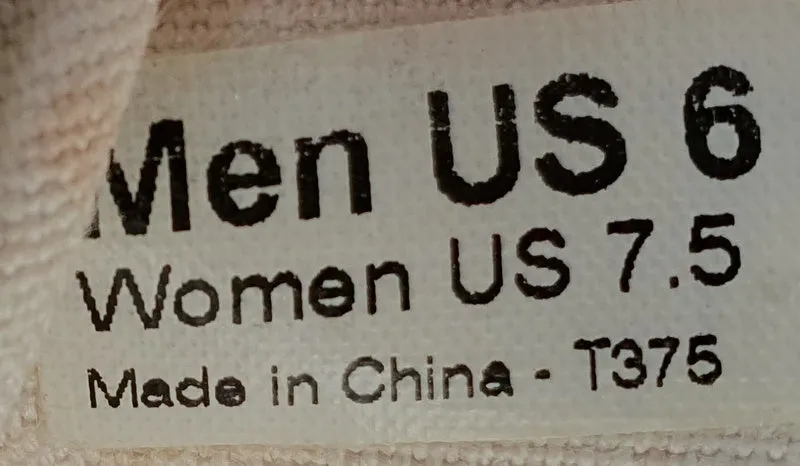 Men US 6
Women US 7.5
Made in China - T375